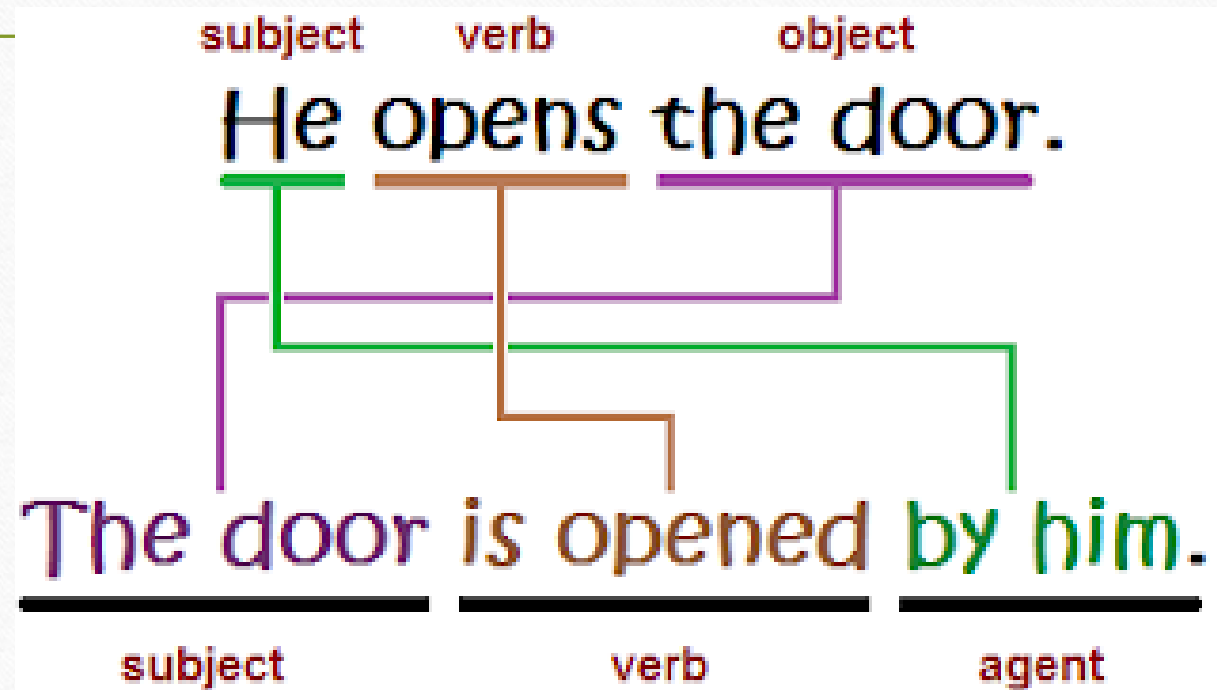 subject verb object
He opens the door.
The door is opened by him.
subject verb agent